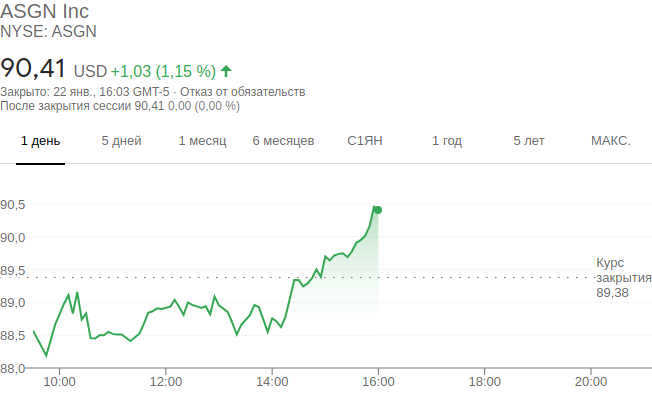 ASGN Inc
NYSE: ASGN
90,41 USD +1,03 (1,15 %)
Закрыто: 22 янв., 16:03 GMT-5 · Отказ от обязательств
После закрытия сессии 90,41 0,00 (0,00 %)
1 день 5 дней 1 месяц 6 месяцев С1ЯН 1 год 5 лет МАКС.
90,5
90,0
89,5
Курс
закрытия
89,38
89,0
88,5
88,0
10:00 12:00 14:00 16:00 18:00 20:00